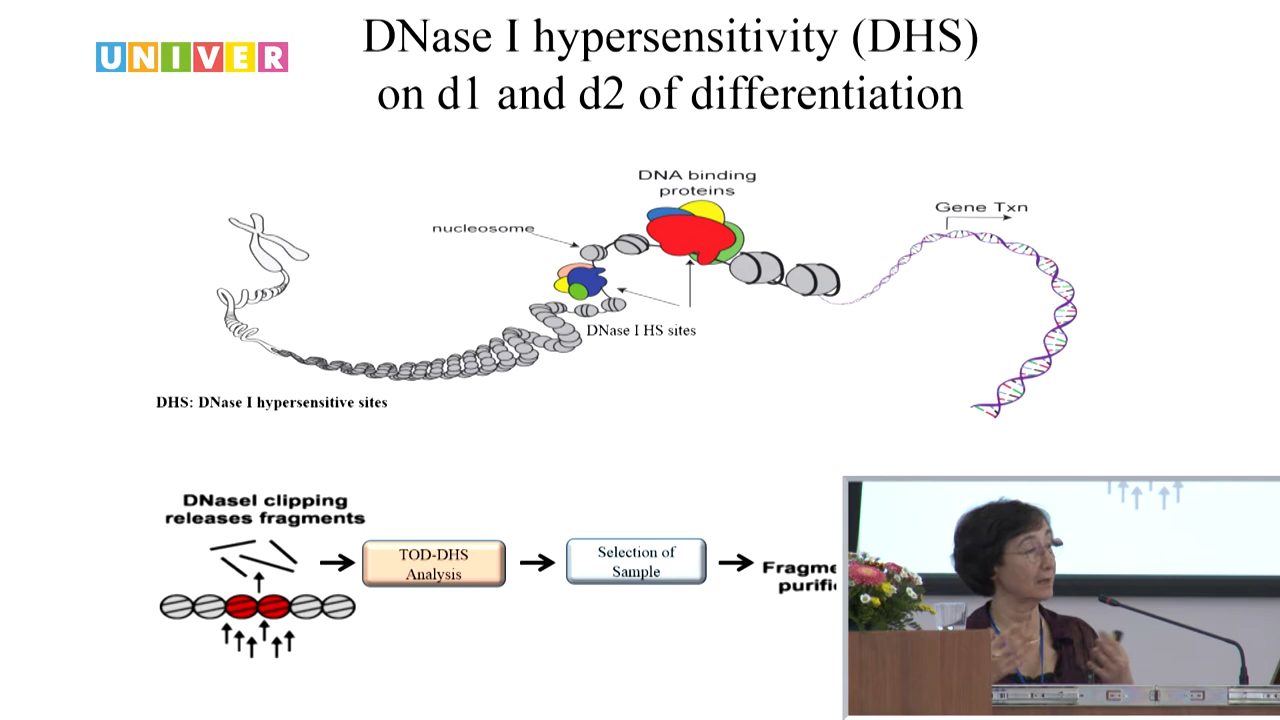 UNIVER
DNase I hypersensitivity (DHS)
on d1 and d2 of differentiation
DNA binding
proteins
Gene Txn
nucleosome
DNase I HS sites
DHS: DNase I hypersensitive sites
DNaseI clipping
releases fragments
TOD-DHS
Analysis
Selection of
Sample
Fragme
purifi